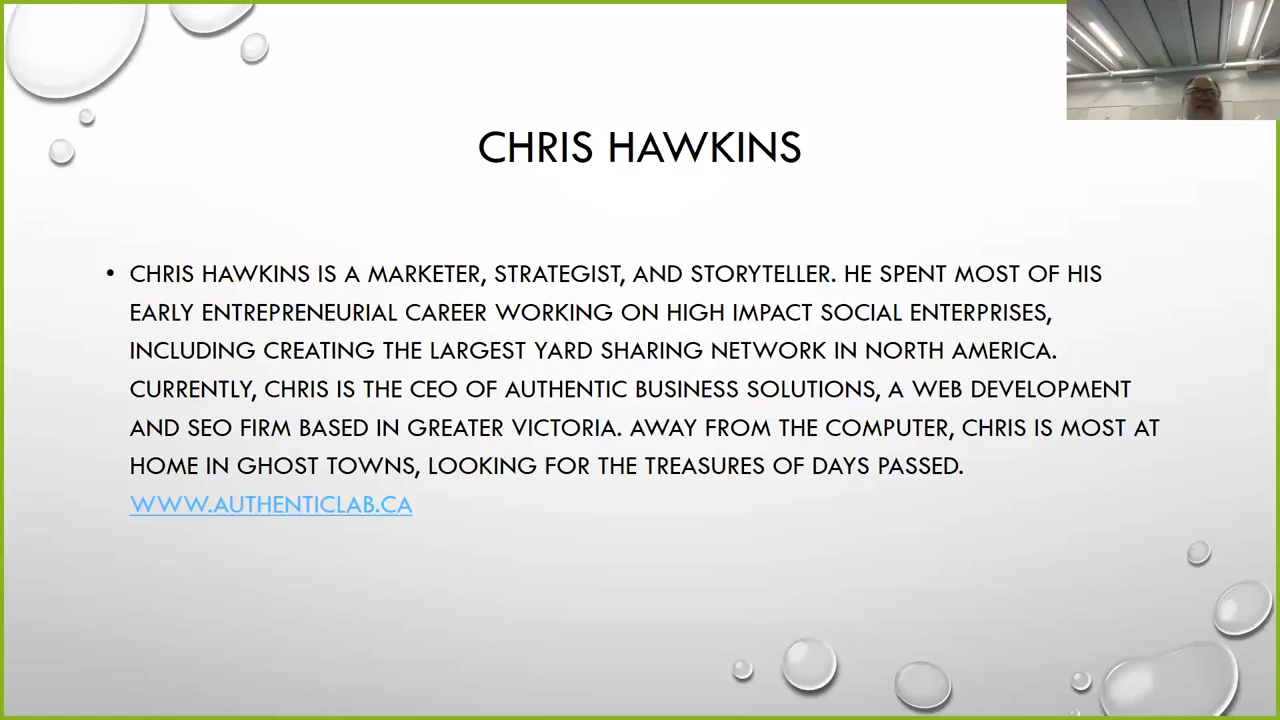 CHRIS HAWKINS
• CHRIS HAWKINS IS A MARKETER, STRATEGIST, AND STORYTELLER. HE SPENT MOST OF HIS
EARLY ENTREPRENEURIAL CAREER WORKING ON HIGH IMPACT SOCIAL ENTERPRISES,
INCLUDING CREATING THE LARGEST YARD SHARING NETWORK IN NORTH AMERICA.
CURRENTLY, CHRIS IS THE CEO OF AUTHENTIC BUSINESS SOLUTIONS, A WEB DEVELOPMENT
AND SEO FIRM BASED IN GREATER VICTORIA. AWAY FROM THE COMPUTER, CHRIS IS MOST AT
HOME IN GHOST TOWNS, LOOKING FOR THE TREASURES OF DAYS PASSED.
WWW.AUTHENTICLAB.CA